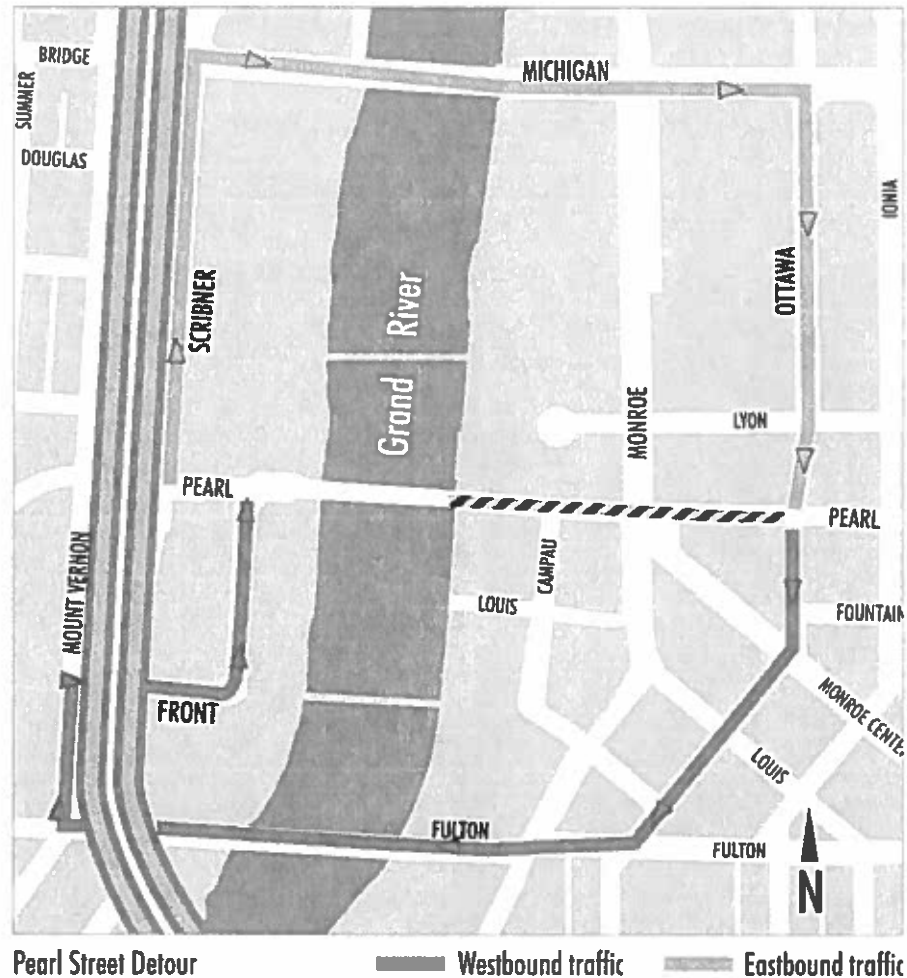 BRIDGE
SUMMER
DOUGLAS
MICHIGAN
IONIA
SCRIBNER
OTTAWA
Grand River
MONROE
LYON
PEARL
PEARL
MOUNT VERNON
CAMPAU
LOUIS
FOUNTAIN
FRONT
MONROE CENTE
LOUIS
FULTON
FULTON
N
Pearl Street Detour
Westbound traffic
Eastbound traffic